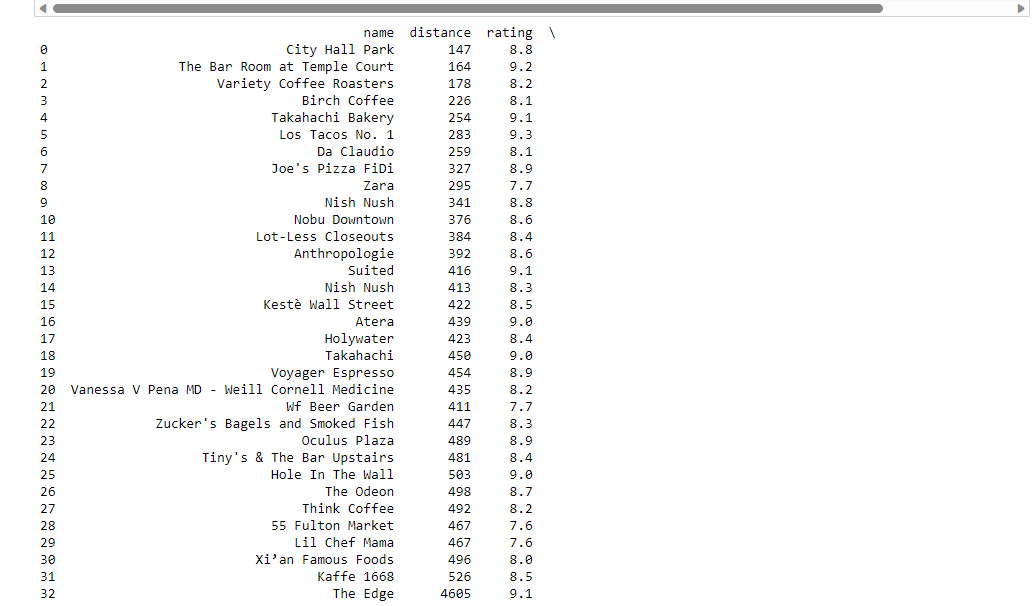 name distance rating \
0 City Hall Park 147 8.8
1 The Bar Room at Temple Court 164 9.2
2 Variety Coffee Roasters 178 8.2
3 Birch Coffee 226 8.1
4 Takahachi Bakery 254 9.1
5 Los Tacos No. 1 283 9.3
6 Da Claudio 259 8.1
7 Joe's Pizza FiDi 327 8.9
8 Zara 295 7.7
9 Nish Nush 341 8.8
10 Nobu Downtown 376 8.6
11 Lot-Less Closeouts 384 8.4
12 Anthropologie 392 8.6
13 Suited 416 9.1
14 Nish Nush 413 8.3
15 Kestè Wall Street 422 8.5
16 Atera 439 9.0
17 Holywater 423 8.4
18 Takahachi 450 9.0
19 Voyager Espresso 454 8.9
20 Vanessa V Pena MD - Weill Cornell Medicine 435 8.2
21 Wf Beer Garden 411 7.7
22 Zucker's Bagels and Smoked Fish 447 8.3
23 Oculus Plaza 489 8.9
24 Tiny's & The Bar Upstairs 481 8.4
25 Hole In The Wall 503 9.0
26 The Odeon 498 8.7
27 Think Coffee 492 8.2
28 55 Fulton Market 467 7.6
29 Lil Chef Mama 467 7.6
30 Xi’an Famous Foods 496 8.0
31 Kaffe 1668 526 8.5
32 The Edge 4605 9.1